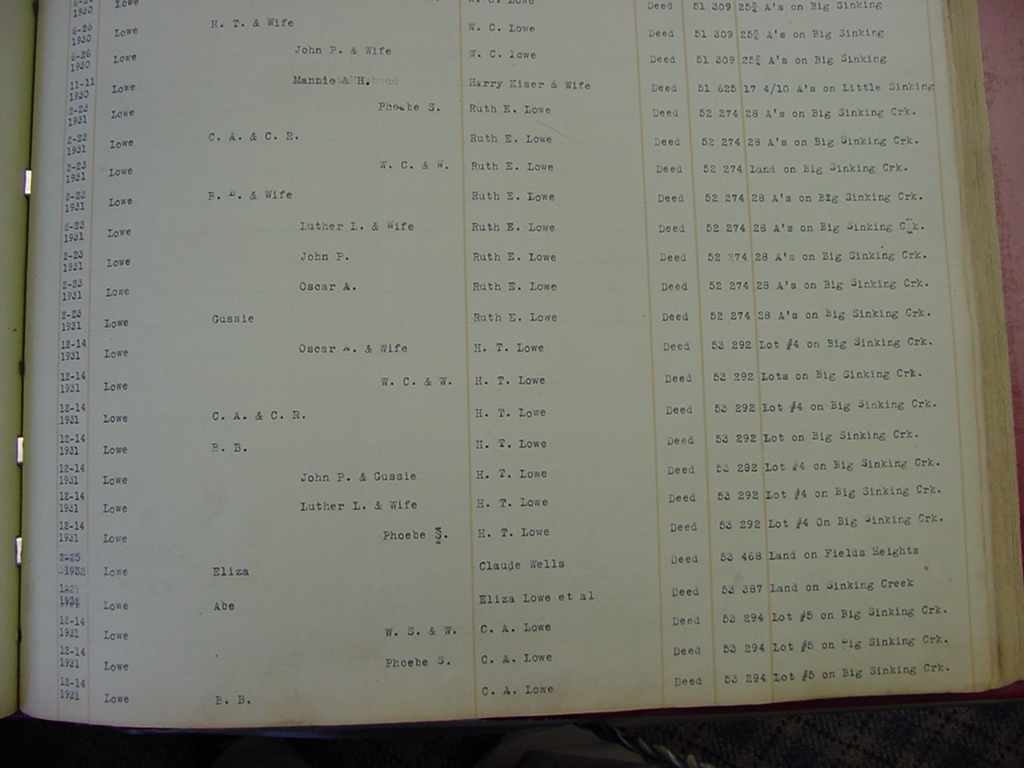 1930 Lowe Deed 51 309 25¾ A's on Big Sinking
6-26 1930 Lowe H. T. & Wife W. C. Lowe Deed 51 309 25¾ A's on Big Sinking
6-26 1930 Lowe John P. & Wife W. C. Lowe Deed 51 309 25¾ A's on Big Sinking
11-11 1930 Lowe Mannie & H. Harry Kiser & Wife Deed 51 625 17 4/10 A's on Little Sinking
2-23 1931 Lowe Phoebe S. Ruth E. Lowe Deed 52 274 28 A's on Big Sinking Crk.
2-23 1931 Lowe C. A. & C. R. Ruth E. Lowe Deed 52 274 28 A's on Big Sinking Crk.
2-23 1931 Lowe W. C. & W. Ruth E. Lowe Deed 52 274 Land on Big Sinking Crk.
2-23 1931 Lowe B. B. & Wife Ruth E. Lowe Deed 52 274 28 A's on Big Sinking Crk.
2-23 1931 Lowe Luther L. & Wife Ruth E. Lowe Deed 52 274 28 A's on Big Sinking Crk.
2-23 1931 Lowe John P. Ruth E. Lowe Deed 52 274 28 A's on Big Sinking Crk.
2-23 1931 Lowe Oscar A. Ruth E. Lowe Deed 52 274 28 A's on Big Sinking Crk.
2-23 1931 Lowe Gussie Ruth E. Lowe Deed 52 274 28 A's on Big Sinking Crk.
12-14 1931 Lowe Oscar A. & Wife H. T. Lowe Deed 53 292 Lot #4 on Big Sinking Crk.
12-14 1931 Lowe W. C. & W. H. T. Lowe Deed 53 292 Lots on Big Sinking Crk.
12-14 1931 Lowe C. A. & C. R. H. T. Lowe Deed 53 292 Lot #4 on Big Sinking Crk.
12-14 1931 Lowe B. B. H. T. Lowe Deed 53 292 Lot on Big Sinking Crk.
12-14 1931 Lowe John P. & Gussie H. T. Lowe Deed 53 292 Lot #4 on Big Sinking Crk.
12-14 1931 Lowe Luther L. & Wife H. T. Lowe Deed 53 292 Lot #4 on Big Sinking Crk.
12-14 1931 Lowe Phoebe S. H. T. Lowe Deed 53 292 Lot #4 On Big Sinking Crk.
2-25 1932 Lowe Eliza Claude Wells Deed 53 468 Land on Fields Heights
Lowe Abe Eliza Lowe et al Deed 53 387 Land on Sinking Creek
12-14 1931 Lowe W. S. & W. C. A. Lowe Deed 53 294 Lot #5 on Big Sinking Crk.
12-14 1931 Lowe Phoebe S. C. A. Lowe Deed 53 294 Lot #5 on Big Sinking Crk.
12-14 1931 Lowe B. B. C. A. Lowe Deed 53 294 Lot #5 on Big Sinking Crk.